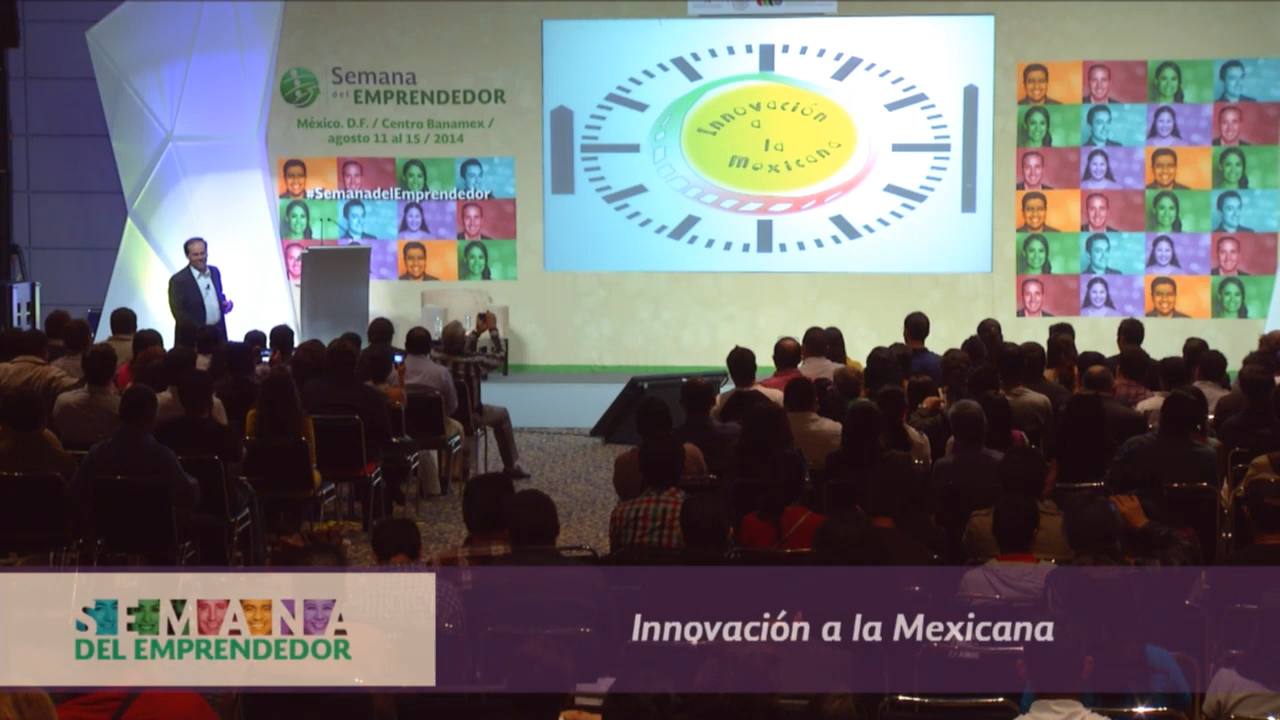 Semana
del EMPRENDEDOR
México. D.F. / Centro Banamex /
agosto 11 al 15 / 2014
#SemanadelEmprendedor
Innovación
a
la
Mexicana
SEMANA
DEL EMPRENDEDOR
Innovación a la Mexicana